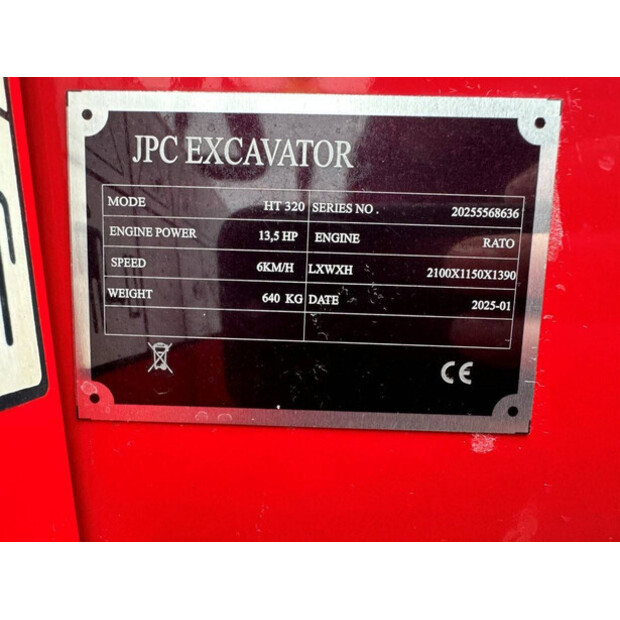 JPC EXCAVATOR
MODE HT 320 SERIES NO . 20255568636
ENGINE POWER 13,5 HP ENGINE RATO
SPEED 6KM/H LXWXH 2100X1150X1390
WEIGHT 640 KG DATE 2025-01
CE